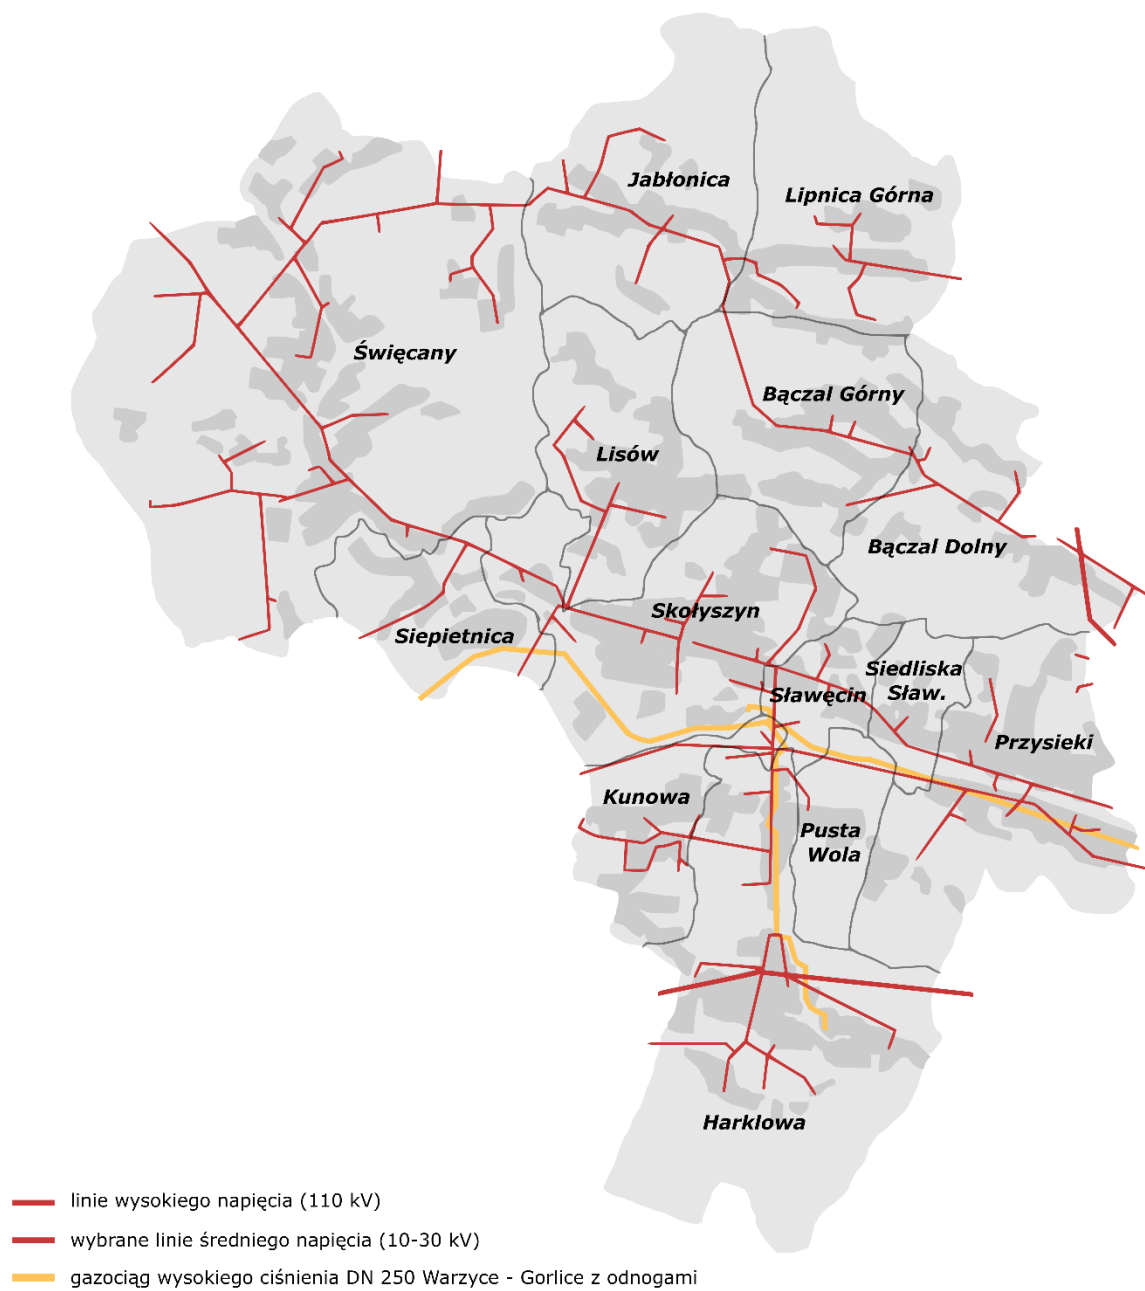 Jabłonica
Lipnica Górna
Święcany
Bączal Górny
Lisów
Bączal Dolny
Skołyszyn
Siepietnica
Siedliska
Sław.
Sławęcin
Przysieki
Kunowa
Pusta
Wola
Harklowa
linie wysokiego napięcia (110 kV)
wybrane linie średniego napięcia (10-30 kV)
gazociąg wysokiego ciśnienia DN 250 Warzyce - Gorlice z odnogami